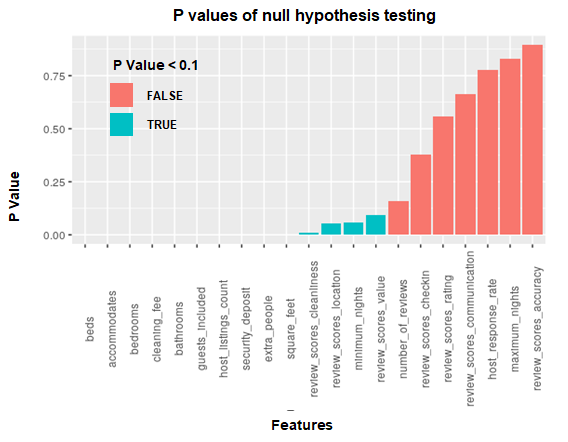 P values of null hypothesis testing
P Value < 0.1
FALSE
TRUE
P Value
0.75
0.50
0.25
0.00
beds
accommodates
bedrooms
cleaning_fee
bathrooms
guests_included
host_listings_count
security_deposit
extra_people
square_feet
review_scores_cleanliness
review_scores_location
minimum_nights
review_scores_value
number_of_reviews
review_scores_checkin
review_scores_rating
review_scores_communication
host_response_rate
maximum_nights
review_scores_accuracy
Features